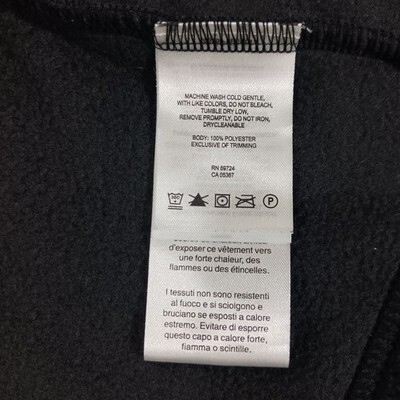 MACHINE WASH COLD GENTLE,
WITH LIKE COLORS, DO NOT BLEACH,
TUMBLE DRY LOW,
REMOVE PROMPTLY, DO NOT IRON,
DRYCLEANABLE
BODY: 100% POLYESTER
EXCLUSIVE OF TRIMMING
RN 89724
CA 05367
P
d'exposer ce vêtement vers
une forte chaleur, des
flammes ou des étincelles.
I tessuti non sono resistenti
al fuoco e si sciolgono e
bruciano se esposti a calore
estremo. Evitare di esporre
questo capo a calore forte,
fiamma o scintille.